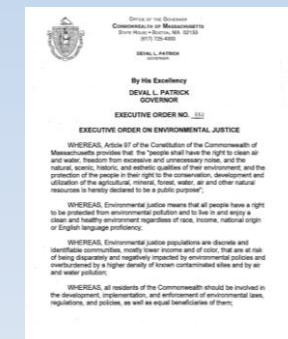 OFFICE OF THE GOVERNOR
COMMONWEALTH OF MASSACHUSETTS
STATE HOUSE • BOSTON, MA 02133
(617) 725-4000
DEVAL L. PATRICK
GOVERNOR
By His Excellency
DEVAL L. PATRICK
GOVERNOR
EXECUTIVE ORDER NO. 552
EXECUTIVE ORDER ON ENVIRONMENTAL JUSTICE
WHEREAS, Article 97 of the Constitution of the Commonwealth of
Massachusetts provides that: the "people shall have the right to clean air
and water, freedom from excessive and unnecessary noise, and the
natural, scenic, historic, and esthetic qualities of their environment; and the
protection of the people in their right to the conservation, development and
utilization of the agricultural, mineral, forest, water, air and other natural
resources is hereby declared to be a public purpose";
WHEREAS, Environmental justice means that all people have a right
to be protected from environmental pollution and to live in and enjoy a
clean and healthy environment regardless of race, income, national origin
or English language proficiency;
WHEREAS, Environmental justice populations are discrete and
identifiable communities, mostly lower income and of color, that are at risk
of being disparately and negatively impacted by environmental policies and
overburdened by a higher density of known contaminated sites and by air
and water pollution;
WHEREAS, all residents of the Commonwealth should be involved in
the development, implementation, and enforcement of environmental laws,
regulations, and policies, as well as equal beneficiaries of them;